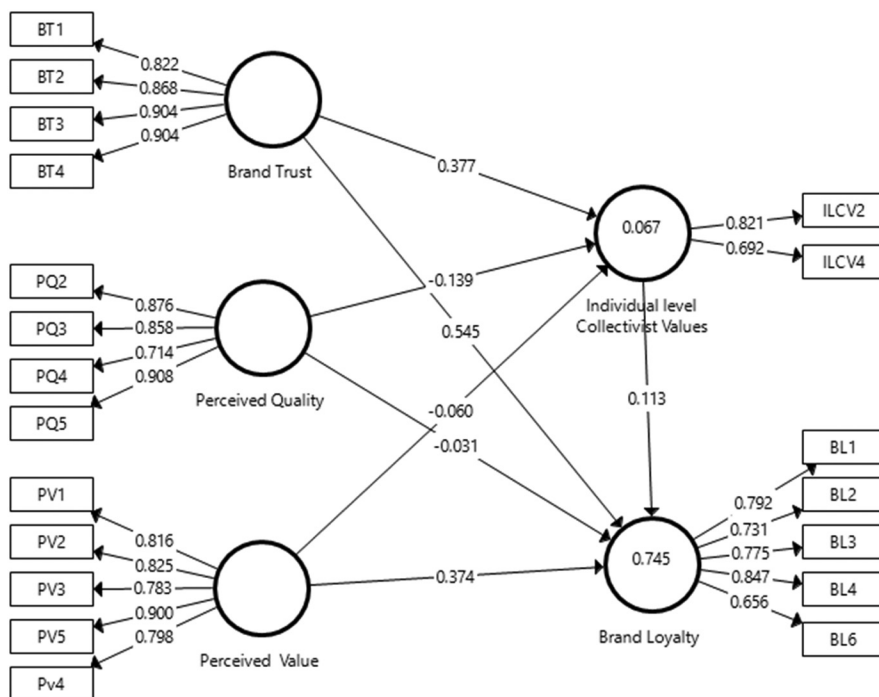 BT1
0.822
BT2
0.868
BT3
0.904
BT4
0.904
Brand Trust
0.377
0.067
ILCV2
0.821
ILCV4
0.692
Individual level
Collectivist Values
PQ2
0.876
PQ3
0.858
PQ4
0.714
PQ5
0.908
Perceived Quality
-0.139
0.545
-0.060
-0.031
0.113
PV1
0.816
PV2
0.825
PV3
0.783
PV5
0.900
Pv4
0.798
Perceived Value
0.374
0.745
Brand Loyalty
BL1
0.792
BL2
0.731
BL3
0.775
BL4
0.847
BL6
0.656